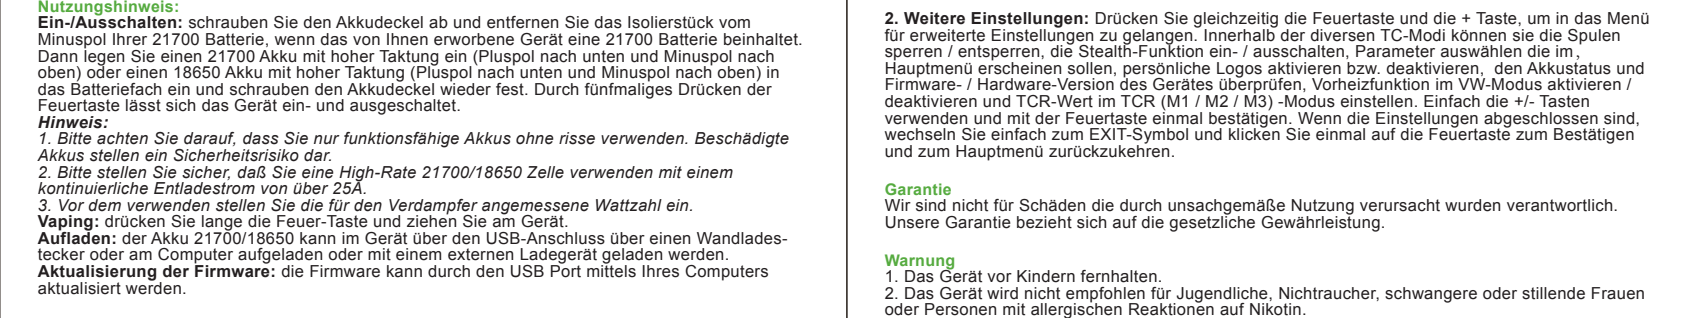 Nutzungshinweis:
Ein-/Ausschalten: schrauben Sie den Akkudeckel ab und entfernen Sie das Isolierstück vom
Minuspol Ihrer 21700 Batterie, wenn das von Ihnen erworbene Gerät eine 21700 Batterie beinhaltet.
Dann legen Sie einen 21700 Akku mit hoher Taktung ein (Pluspol nach unten und Minuspol nach
oben) oder einen 18650 Akku mit hoher Taktung (Pluspol nach unten und Minuspol nach oben) in
das Batteriefach ein und schrauben den Akkudeckel wieder fest. Durch fünfmaliges Drücken der
Feuertaste lässt sich das Gerät ein- und ausgeschaltet.
Hinweis:
1. Bitte achten Sie darauf, dass Sie nur funktionsfähige Akkus ohne risse verwenden. Beschädigte
Akkus stellen ein Sicherheitsrisiko dar.
2. Bitte stellen Sie sicher, daß Sie eine High-Rate 21700/18650 Zelle verwenden mit einem
kontinuierliche Entladestrom von über 25A.
3. Vor dem verwenden stellen Sie die für den Verdampfer angemessene Wattzahl ein.
Vaping: drücken Sie lange die Feuer-Taste und ziehen Sie am Gerät.
Aufladen: der Akku 21700/18650 kann im Gerät über den USB-Anschluss über einen Wandlades-
tecker oder am Computer aufgeladen oder mit einem externen Ladegerät geladen werden.
Aktualisierung der Firmware: die Firmware kann durch den USB Port mittels Ihres Computers
aktualisiert werden.
2. Weitere Einstellungen: Drücken Sie gleichzeitig die Feuertaste und die + Taste, um in das Menü
für erweiterte Einstellungen zu gelangen. Innerhalb der diversen TC-Modi können sie die Spulen
sperren / entsperren, die Stealth-Funktion ein- / ausschalten, Parameter auswählen die im,
Hauptmenü erscheinen sollen, persönliche Logos aktivieren bzw. deaktivieren, den Akkustatus und
Firmware- / Hardware-Version des Gerätes überprüfen, Vorheizfunktion im VW-Modus aktivieren /
deaktivieren und TCR-Wert im TCR (M1 / M2 / M3) -Modus einstellen. Einfach die +/- Tasten
verwenden und mit der Feuertaste einmal bestätigen. Wenn die Einstellungen abgeschlossen sind,
wechseln Sie einfach zum EXIT-Symbol und klicken Sie einmal auf die Feuertaste zum Bestätigen
und zum Hauptmenü zurückzukehren.
Garantie
Wir sind nicht für Schäden die durch unsachgemäße Nutzung verursacht wurden verantwortlich.
Unsere Garantie bezieht sich auf die gesetzliche Gewährleistung.
Warnung
1. Das Gerät vor Kindern fernhalten.
2. Das Gerät wird nicht empfohlen für Jugendliche, Nichtraucher, schwangere oder stillende Frauen
oder Personen mit allergischen Reaktionen auf Nikotin.